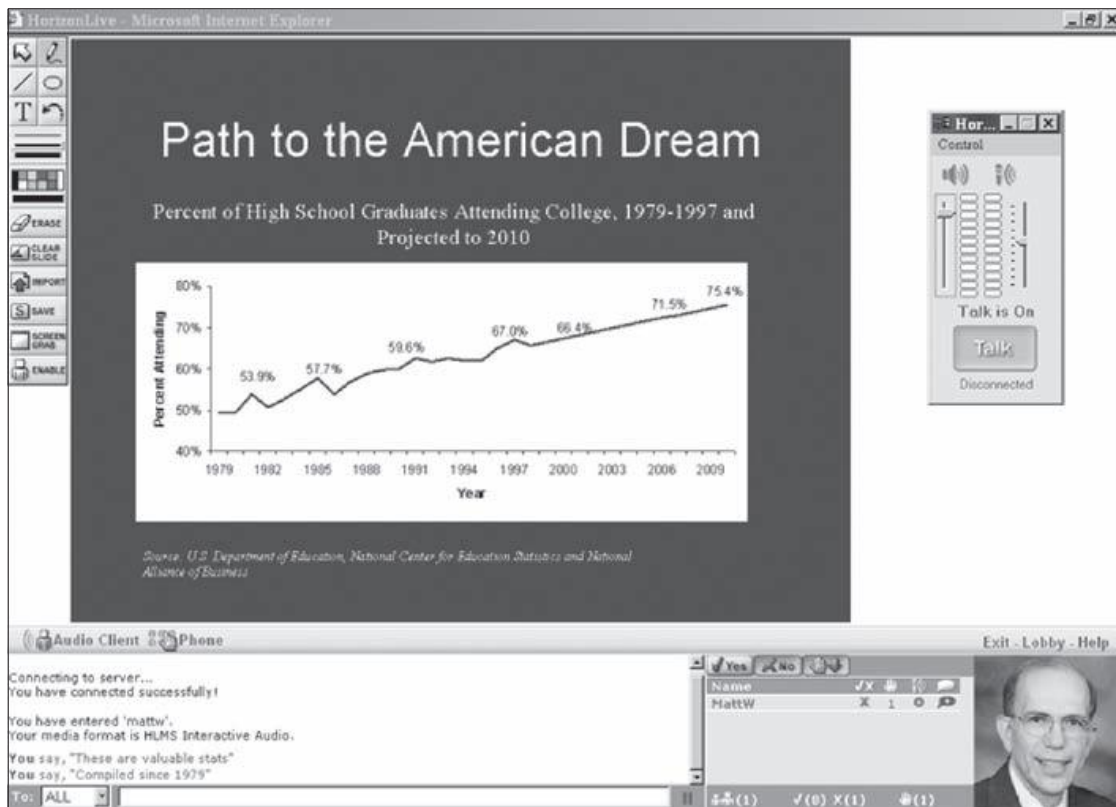 HorizonLive - Microsoft Internet Explorer
T
ERASE
CLEAR SLIDE
IMPORT
S SAVE
SCREEN GRAB
ENABLE
Path to the American Dream
Percent of High School Graduates Attending College, 1979-1997 and
Projected to 2010
80%
70%
60%
50%
40%
Percent Attending
53.9%
57.7%
59.6%
67.0%
66.4%
71.5%
75.4%
1979 1982 1985 1988 1991 1994 1997 2000 2003 2006 2009
Year
Source: U.S. Department of Education, National Center for Education Statistics and National
Alliance of Business
Hor...
Control
Talk is On
Talk
Disconnected
Audio Client Phone
Exit - Lobby - Help
Connecting to server...
You have connected successfully!
You have entered 'mattw'.
Your media format is HLMS Interactive Audio.
You say, "These are valuable stats"
You say, "Compiled since 1979"
To: ALL
Yes No
Name √X
MattW X 1
(1) √(0) X(1) (1)